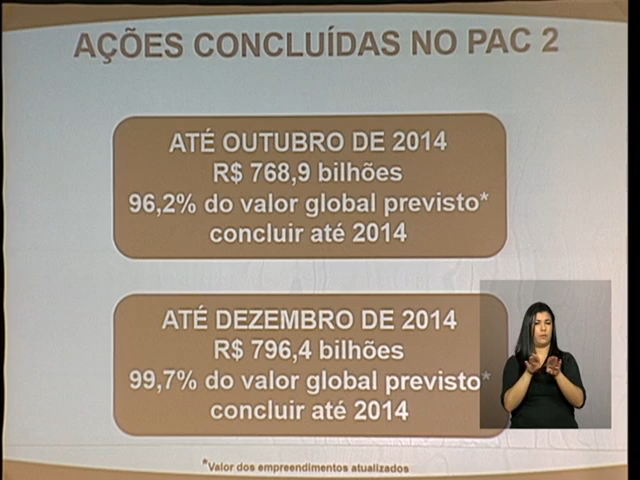 AÇÕES CONCLUÍDAS NO PAC 2
ATÉ OUTUBRO DE 2014
R$ 768,9 bilhões
96,2% do valor global previsto*
concluir até 2014
ATÉ DEZEMBRO DE 2014
R$ 796,4 bilhões
99,7% do valor global previsto*
concluir até 2014
*Valor dos empreendimentos atualizados